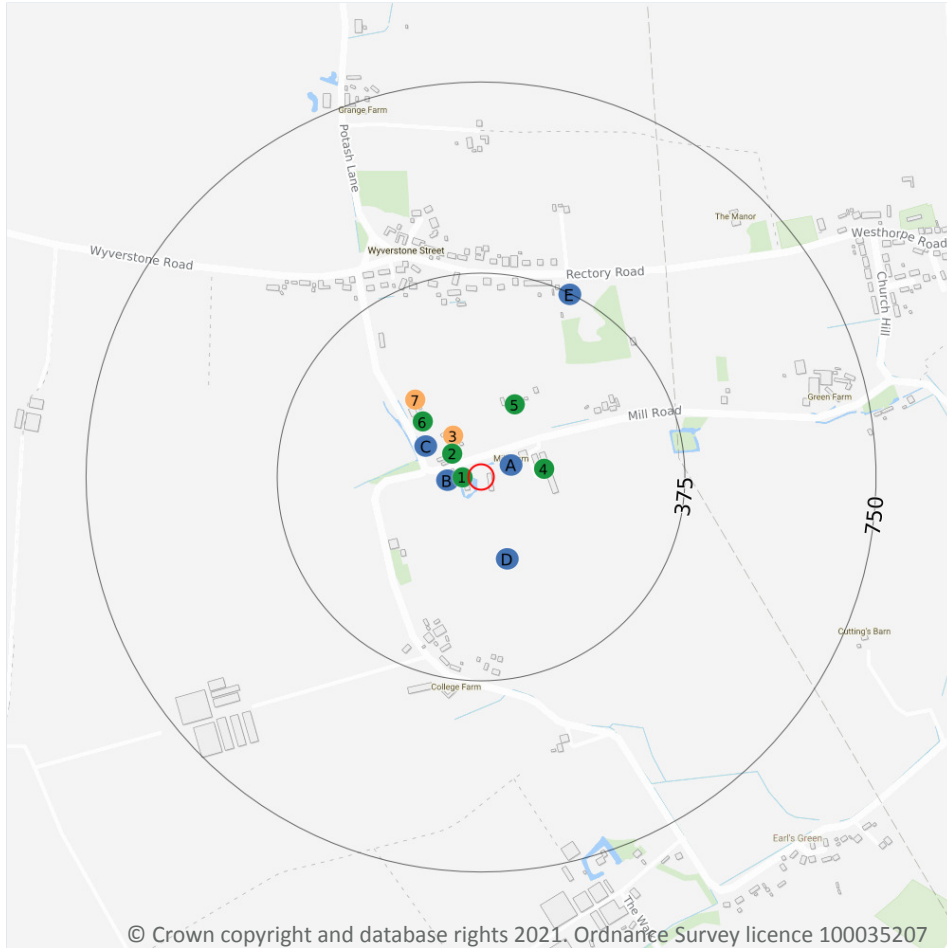 Grange Farm
Potash Lane
The Manor
Westhorpe Road
Wyverstone Street
Wyverstone Road
Rectory Road
Church Hill
E
Green Farm
7
5
6
Mill Road
3
C
2
A
4
B
1
375
750
D
Cutting's Barn
College Farm
Earl's Green
© Crown copyright and database rights 2021. Ordnance Survey licence 100035207